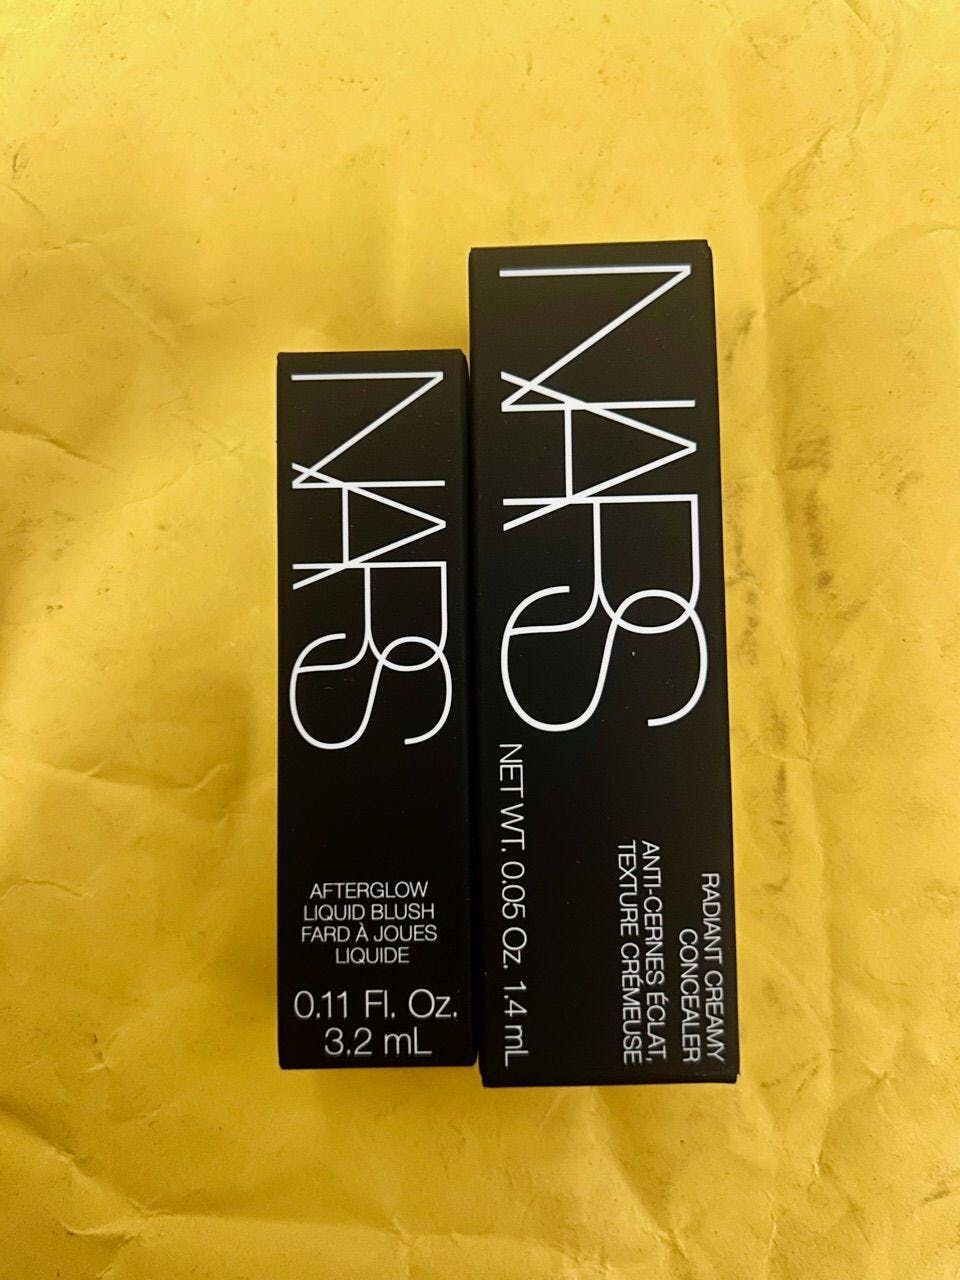 NARS
AFTERGLOW
LIQUID BLUSH
FARD À JOUES
LIQUIDE
0.11 Fl. Oz.
3.2 mL
NARS
RADIANT CREAMY
CONCEALER
ANTI-CERNES ÉCLAT,
TEXTURE CRÉMEUSE
NET WT. 0.05 Oz. 1.4 mL